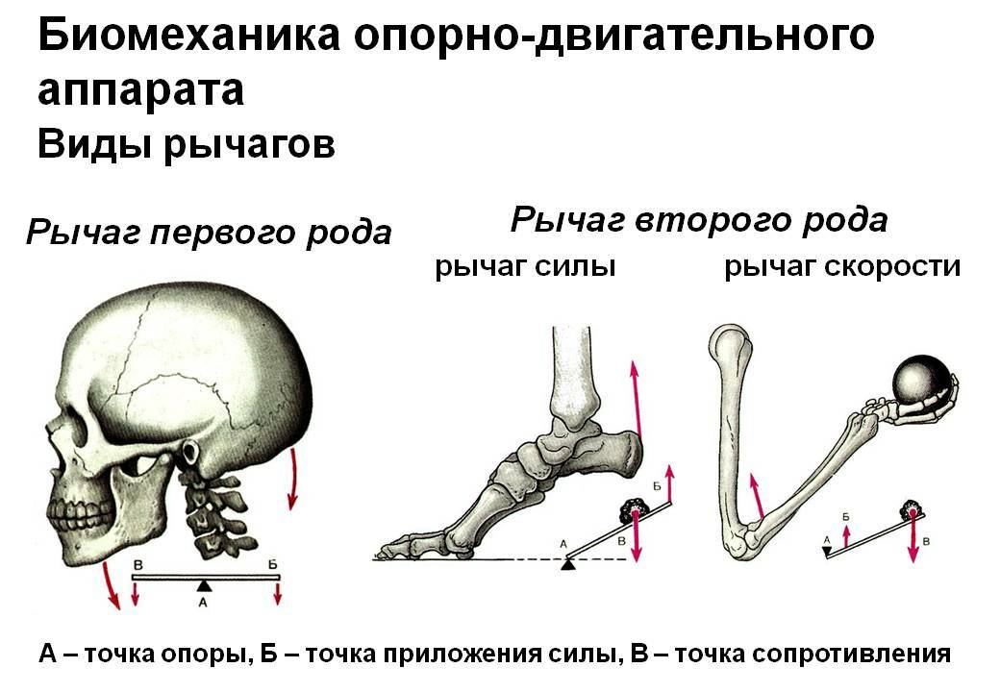 Биомеханика опорно-двигательного
аппарата
Виды рычагов
Рычаг первого рода
Рычаг второго рода
рычаг силы
рычаг скорости
В
Б
А
Б
А
В
Б
А
В
А – точка опоры, Б – точка приложения силы, В – точка сопротивления